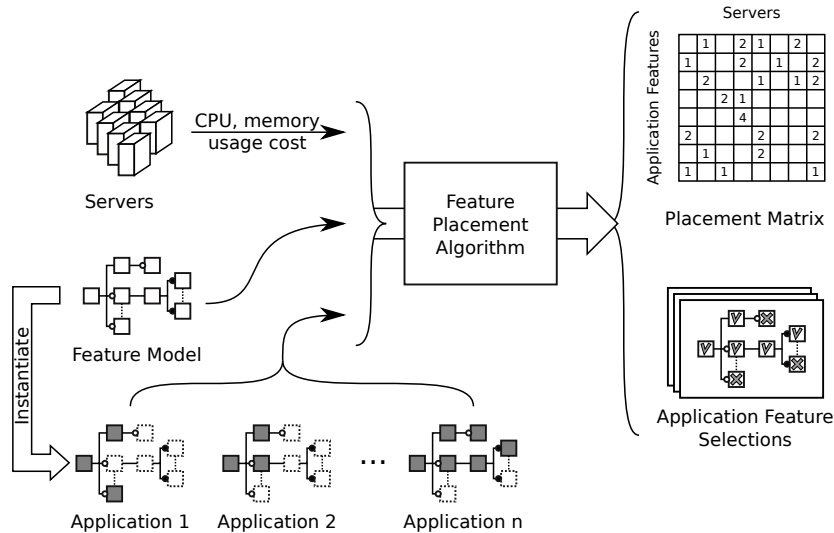 Servers
Application Features
1 2 1 2
1 2 1 2
2 1 1 2
2 1
4
2 2 2
1 2
1 1 1
Placement Matrix
CPU, memory
usage cost
Servers
Feature
Placement
Algorithm
Feature Model
Instantiate
Application Feature
Selections
...
Application 1
Application 2
Application n